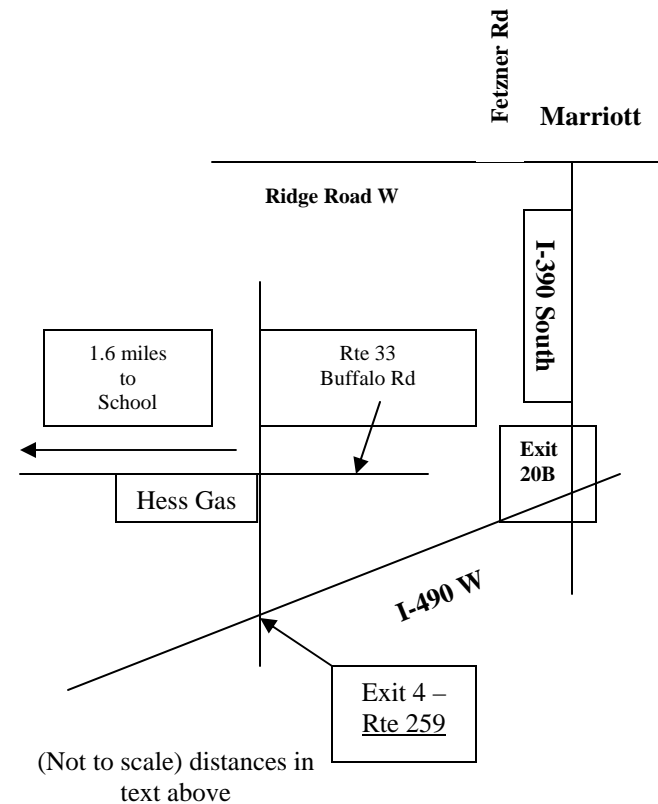 Fetzner Rd
Marriott
Ridge Road W
I-390 South
1.6 miles
to
School
Rte 33
Buffalo Rd
Exit
20B
Hess Gas
I-490 W
Exit 4 –
Rte 259
(Not to scale) distances in
text above